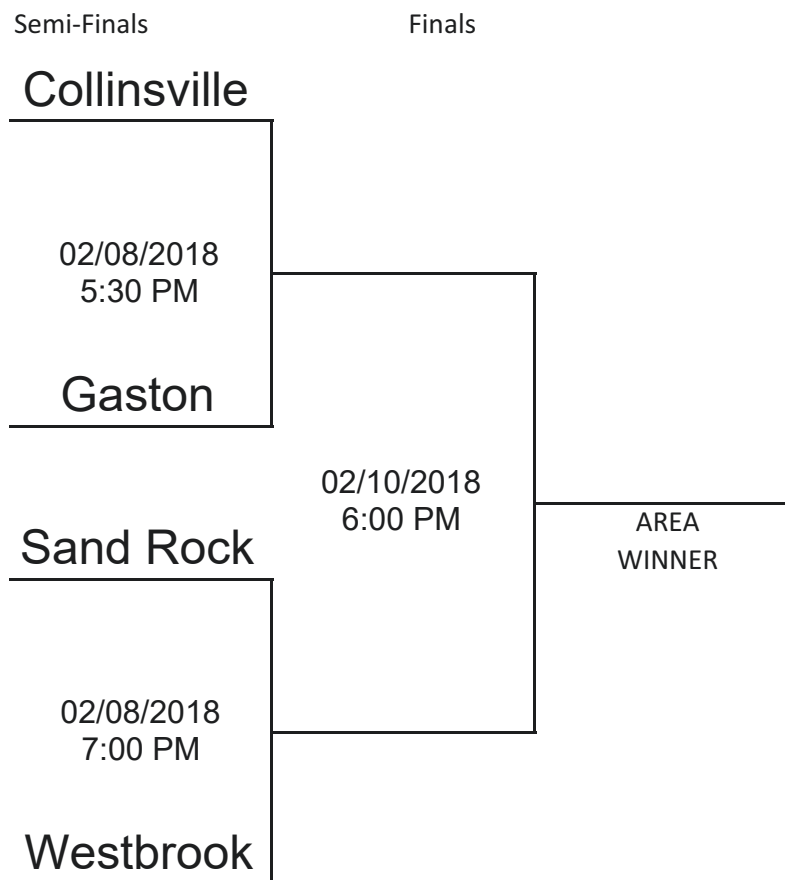 Semi-Finals
Finals
Collinsville
02/08/2018
5:30 PM
Gaston
02/10/2018
6:00 PM
AREA
WINNER
Sand Rock
02/08/2018
7:00 PM
Westbrook